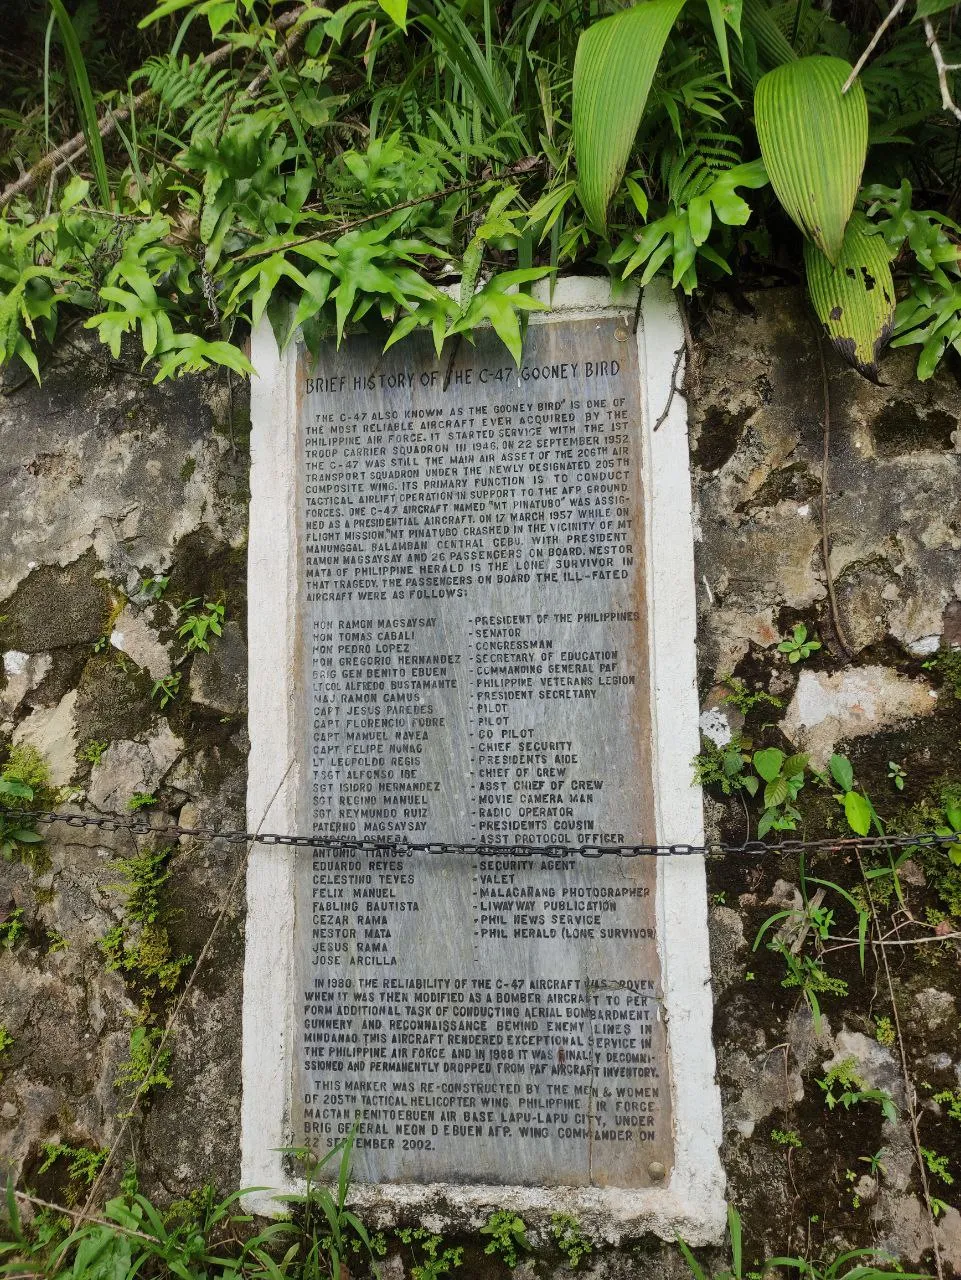 BRIEF HISTORY OF THE C-47 GOONEY BIRD
THE C-47 ALSO KNOWN AS THE GOONEY BIRD" IS ONE OF
THE MOST RELIABLE AIRCRAFT EVER ACQUIRED BY THE
PHILIPPINE AIR FORCE. IT STARTED SERVICE WITH THE 1ST
TROOP CARRIER SQUADRON IN 1946. ON 22 SEPTEMBER 1952
THE C-47 WAS STILL THE MAIN AIR ASSET OF THE 206TH AIR
TRANSPORT SQUADRON UNDER THE NEWLY DESIGNATED 205TH
COMPOSITE WING. ITS PRIMARY FUNCTION IS TO CONDUCT
TACTICAL AIRLIFT OPERATION IN SUPPORT TO THE AFP GROUND
FORCES. ONE C-47 AIRCRAFT NAMED "MT PINATUBO" WAS ASSIG-
NED AS A PRESIDENTIAL AIRCRAFT. ON 17 MARCH 1957 WHILE ON
FLIGHT MISSION "MT PINATUBO CRASHED IN THE VICINITY OF MT
MANUNGGAL, BALAMBAN CENTRAL CEBU, WITH PRESIDENT
RAMON MAGSAYSAY AND 26 PASSENGERS ON BOARD. NESTOR
MATA OF PHILIPPINE HERALD IS THE LONE SURVIVOR IN
THAT TRAGEDY. THE PASSENGERS ON BOARD THE ILL-FATED
AIRCRAFT WERE AS FOLLOWS:
HON RAMON MAGSAYSAY - PRESIDENT OF THE PHILIPPINES
HON TOMAS CABALI - SENATOR
HON PEDRO LOPEZ - CONGRESSMAN
HON GREGORIO HERNANDEZ - SECRETARY OF EDUCATION
BRIG GEN BENITO EBUEN - COMMANDING GENERAL PAF
LT COL ALFREDO BUSTAMANTE - PHILIPPINE VETERANS LEGION
MAJ RAMON CAMUS - PRESIDENT SECRETARY
CAPT JESUS PAREDES - PILOT
CAPT FLORENCIO - PILOT
CAPT MANUEL NAVEA - CO PILOT
CAPT FELIPE NUNAG - CHIEF SECURITY
LT LEOPOLDO REGIS - PRESIDENTS AIDE
TSGT ALFONSO IBE - CHIEF OF CREW
SGT ISIDRO HERNANDEZ - ASST CHIEF OF CREW
SGT REGINO MANUEL - MOVIE CAMERA MAN
SGT REYMUNDO RUIZ - RADIO OPERATOR
PATERNO MAGSAYSAY - PRESIDENTS COUSIN
OSMEÑA - ASST PROTOCOL OFFICER
ANTONIO
EDUARDO REYES - SECURITY AGENT
CELESTINO TEVES - VALET
FELIX MANUEL - MALACAÑANG PHOTOGRAPHER
FABLING BAUTISTA - LIWAYWAY PUBLICATION
CEZAR RAMA - PHIL NEWS SERVICE
NESTOR MATA - PHIL HERALD (LONE SURVIVOR
JESUS RAMA
JOSE ARCILLA
IN 1980, THE RELIABILITY OF THE C-47 AIRCRAFT WAS PROVEN
WHEN IT WAS THEN MODIFIED AS A BOMBER AIRCRAFT TO PER
FORM ADDITIONAL TASK OF CONDUCTING AERIAL BOMBARDMENT,
GUNNERY AND RECONNAISSANCE BEHIND ENEMY LINES IN
MINDANAO. THIS AIRCRAFT RENDERED EXCEPTIONAL SERVICE IN
THE PHILIPPINE AIR FORCE AND IN 1988 IT WAS FINALLY DECOMMI-
SSIONED AND PERMANENTLY DROPPED FROM PAF AIRCRAFT INVENTORY.
THIS MARKER WAS RE-CONSTRUCTED BY THE MEN & WOMEN
OF 205TH TACTICAL HELICOPTER WING, PHILIPPINE AIR FORCE
MACTAN BENITO EBUEN AIR BASE LAPU-LAPU CITY, UNDER
BRIG GENERAL NEON D EBUEN AFP, WING COMMANDER ON
22 SEPTEMBER 2002.